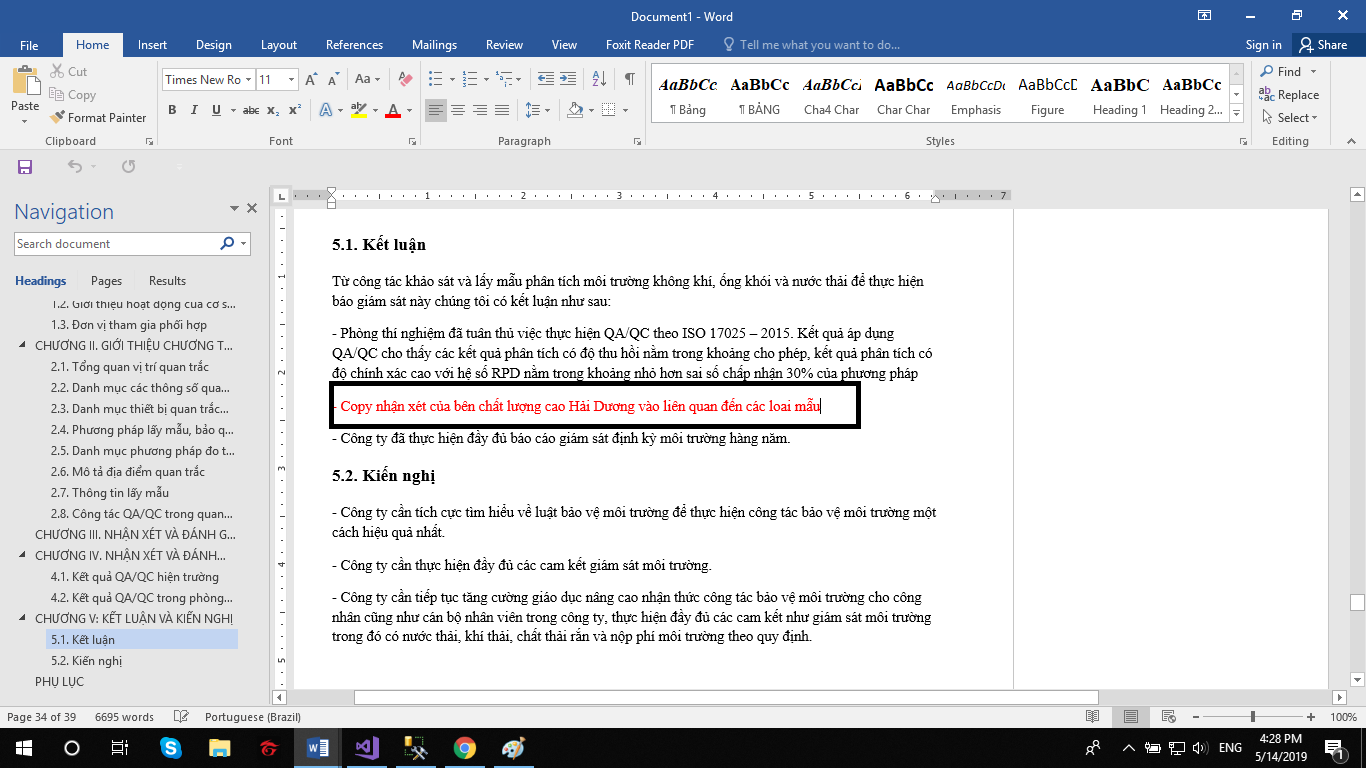 Document1 - Word
File Home Insert Design Layout References Mailings Review View Foxit Reader PDF Tell me what you want to do... Sign in Share
Paste Cut Copy Format Painter
Times New Ro 11
Aa
B I U abc x₂ x² A ab A
AaBbCc AaBbCc AaBbCcI AaBbCc AaBbCcDc AaBbCcD AaBbC AaBbCc
¶ Bảng ¶ BẢNG Cha4 Char Char Char Emphasis Figure Heading 1 Heading 2...
Find Replace Select
Clipboard Font Paragraph Styles Editing
Navigation
Search document
Headings Pages Results
1.2. Giới thiệu hoạt động của cơ s...
1.3. Đơn vị tham gia phối hợp
CHƯƠNG II. GIỚI THIỆU CHƯƠNG T...
2.1. Tổng quan vị trí quan trắc
2.2. Danh mục các thông số qua...
2.3. Danh mục thiết bị quan trắc...
2.4. Phương pháp lấy mẫu, bảo q...
2.5. Danh mục phương pháp đo t...
2.6. Mô tả địa điểm quan trắc
2.7. Thông tin lấy mẫu
2.8. Công tác QA/QC trong quan...
CHƯƠNG III. NHẬN XÉT VÀ ĐÁNH G...
CHƯƠNG IV. NHẬN XÉT VÀ ĐÁNH...
4.1. Kết quả QA/QC hiện trường
4.2. Kết quả QA/QC trong phòng...
CHƯƠNG V: KẾT LUẬN VÀ KIẾN NGHỊ
5.1. Kết luận
5.2. Kiến nghị
PHỤ LỤC
1 2 3 4 5 6 7
1
2
3
4
5
5.1. Kết luận
Từ công tác khảo sát và lấy mẫu phân tích môi trường không khí, ống khói và nước thải để thực hiện
báo giám sát này chúng tôi có kết luận như sau:
- Phòng thí nghiệm đã tuân thủ việc thực hiện QA/QC theo ISO 17025 – 2015. Kết quả áp dụng
QA/QC cho thấy các kết quả phân tích có độ thu hồi nằm trong khoảng cho phép, kết quả phân tích có
độ chính xác cao với hệ số RPD nằm trong khoảng nhỏ hơn sai số chấp nhận 30% của phương pháp
- Copy nhận xét của bên chất lượng cao Hải Dương vào liên quan đến các loai mẫu
- Công ty đã thực hiện đầy đủ báo cáo giám sát định kỳ môi trường hàng năm.
5.2. Kiến nghị
- Công ty cần tích cực tìm hiểu về luật bảo vệ môi trường để thực hiện công tác bảo vệ môi trường một
cách hiệu quả nhất.
- Công ty cần thực hiện đầy đủ các cam kết giám sát môi trường.
- Công ty cần tiếp tục tăng cường giáo dục nâng cao nhận thức công tác bảo vệ môi trường cho công
nhân cũng như cán bộ nhân viên trong công ty, thực hiện đầy đủ các cam kết như giám sát môi trường
trong đó có nước thải, khí thải, chất thải rắn và nộp phí môi trường theo quy định.
Page 34 of 39 6695 words Portuguese (Brazil) 100%
ENG 4:28 PM
5/14/2019 1